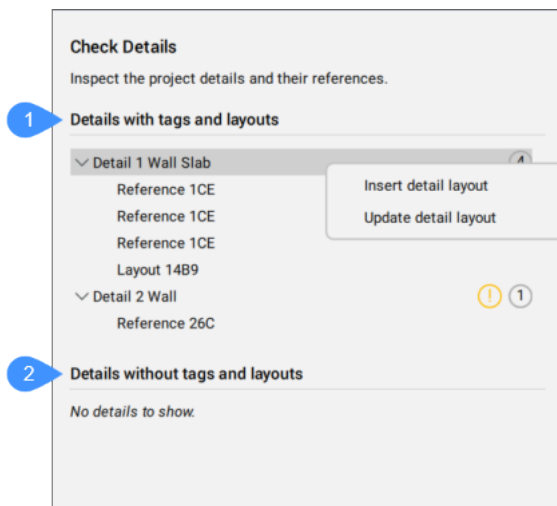 Check Details
Inspect the project details and their references.
1
Details with tags and layouts
Detail 1 Wall Slab
4
Reference 1CE
Insert detail layout
Reference 1CE
Update detail layout
Reference 1CE
Layout 14B9
Detail 2 Wall
! 1
Reference 26C
2
Details without tags and layouts
No details to show.